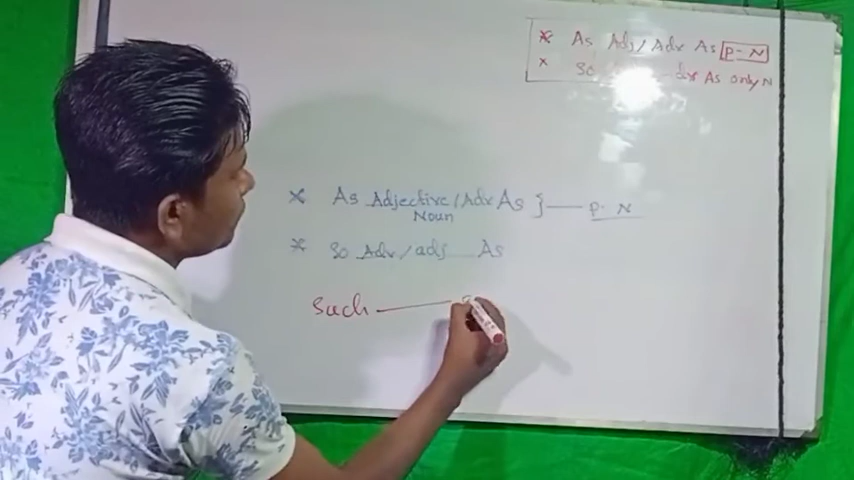 * As Adj/Adv As P-N
* so dv As only N
* As Adjective/Adv As } — P. N
Noun
* so Adv/adj As
Such